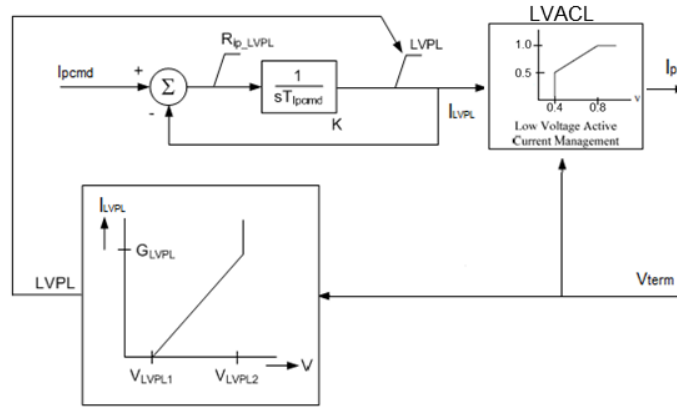 LVACL
R_ip_LVPL
LVPL
1.0
0.5
0.4
0.8
v
Low Voltage Active
Current Management
Ipcmd
+
Σ
-
1
sT_Ipcmd
K
I_LVPL
Ip
I_LVPL
G_LVPL
LVPL
V_LVPL1
V_LVPL2
V
Vterm